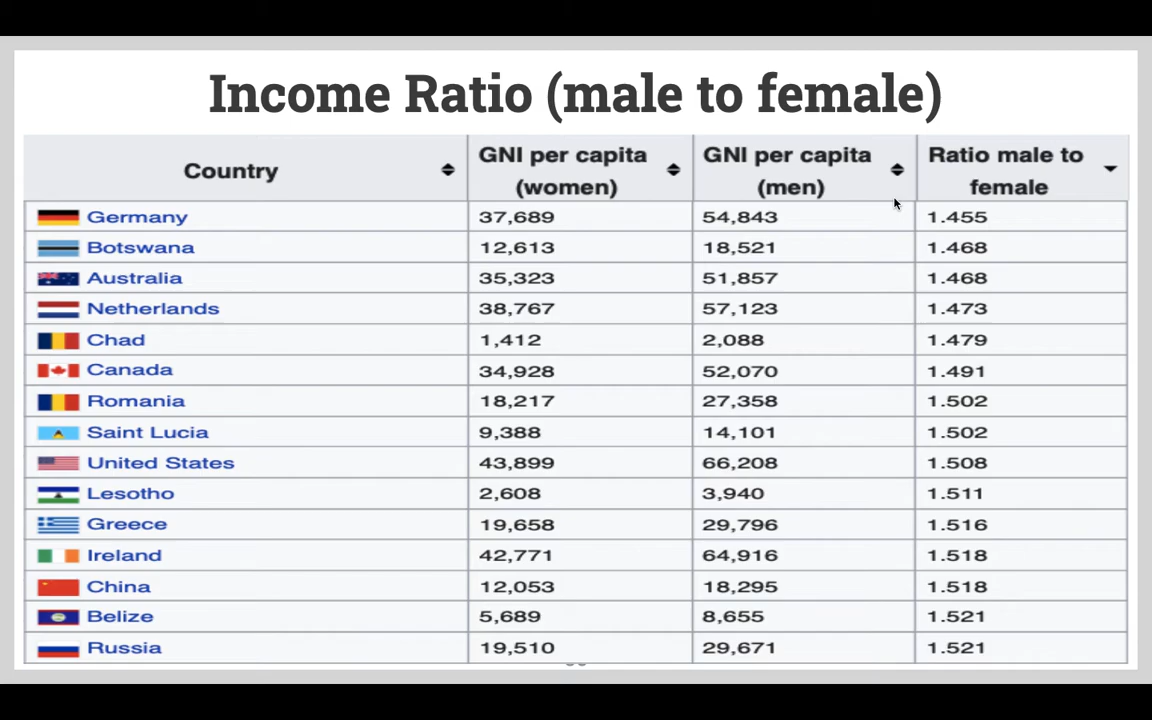 Income Ratio (male to female)
Country GNI per capita (women) GNI per capita (men) Ratio male to female
Germany 37,689 54,843 1.455
Botswana 12,613 18,521 1.468
Australia 35,323 51,857 1.468
Netherlands 38,767 57,123 1.473
Chad 1,412 2,088 1.479
Canada 34,928 52,070 1.491
Romania 18,217 27,358 1.502
Saint Lucia 9,388 14,101 1.502
United States 43,899 66,208 1.508
Lesotho 2,608 3,940 1.511
Greece 19,658 29,796 1.516
Ireland 42,771 64,916 1.518
China 12,053 18,295 1.518
Belize 5,689 8,655 1.521
Russia 19,510 29,671 1.521